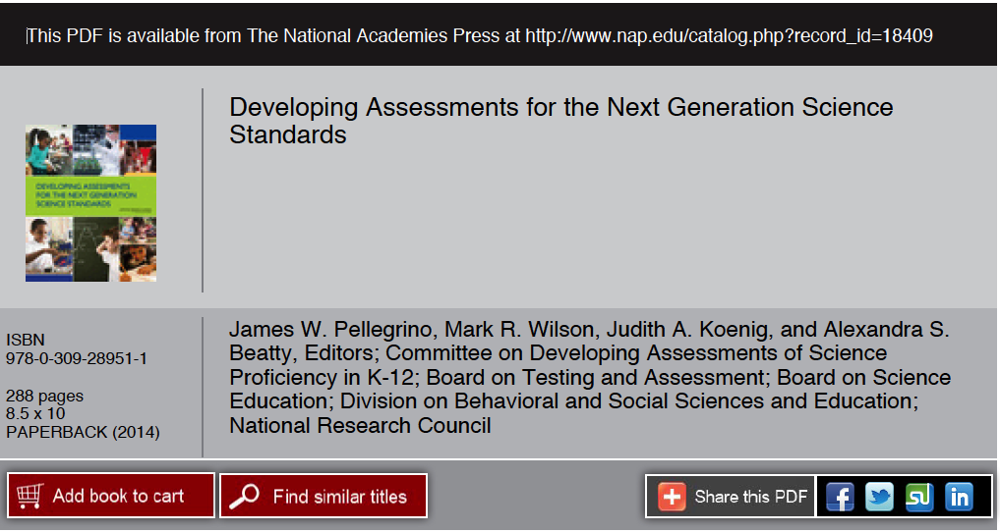 This PDF is available from The National Academies Press at http://www.nap.edu/catalog.php?record_id=18409
Developing Assessments for the Next Generation Science
Standards
DEVELOPING ASSESSMENTS
FOR THE NEXT GENERATION
SCIENCE STANDARDS
ISBN
978-0-309-28951-1
288 pages
8.5 x 10
PAPERBACK (2014)
James W. Pellegrino, Mark R. Wilson, Judith A. Koenig, and Alexandra S.
Beatty, Editors; Committee on Developing Assessments of Science
Proficiency in K-12; Board on Testing and Assessment; Board on Science
Education; Division on Behavioral and Social Sciences and Education;
National Research Council
Add book to cart
Find similar titles
Share this PDF